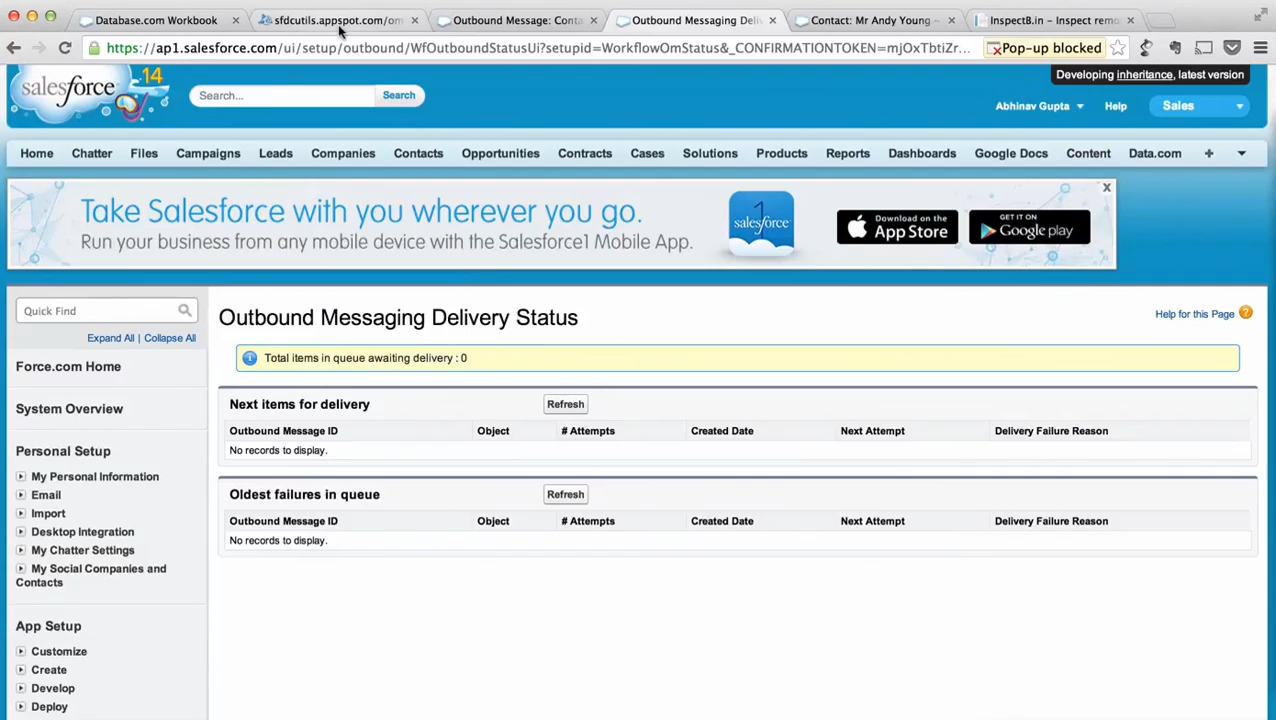 Database.com Workbook
sfdcutils.appspot.com/om
Outbound Message: Conta
Outbound Messaging Deliv
Contact: Mr Andy Young -
InspectB.in - Inspect remo
https://ap1.salesforce.com/ui/setup/outbound/WfOutboundStatusUi?setupid=WorkflowOmStatus&_CONFIRMATIONTOKEN=mjOxTbtiZr...
Pop-up blocked
salesforce
14
Search...
Search
Developing inheritance, latest version
Abhinav Gupta
Help
Sales
Home Chatter Files Campaigns Leads Companies Contacts Opportunities Contracts Cases Solutions Products Reports Dashboards Google Docs Content Data.com +
Take Salesforce with you wherever you go.
Run your business from any mobile device with the Salesforce1 Mobile App.
1
salesforce
Download on the
App Store
GET IT ON
Google play
X
Quick Find
Expand All | Collapse All
Force.com Home
System Overview
Personal Setup
My Personal Information
Email
Import
Desktop Integration
My Chatter Settings
My Social Companies and
Contacts
App Setup
Customize
Create
Develop
Deploy
Outbound Messaging Delivery Status
Help for this Page ?
Total items in queue awaiting delivery : 0
Next items for delivery
Refresh
Outbound Message ID Object # Attempts Created Date Next Attempt Delivery Failure Reason
No records to display.
Oldest failures in queue
Refresh
Outbound Message ID Object # Attempts Created Date Next Attempt Delivery Failure Reason
No records to display.